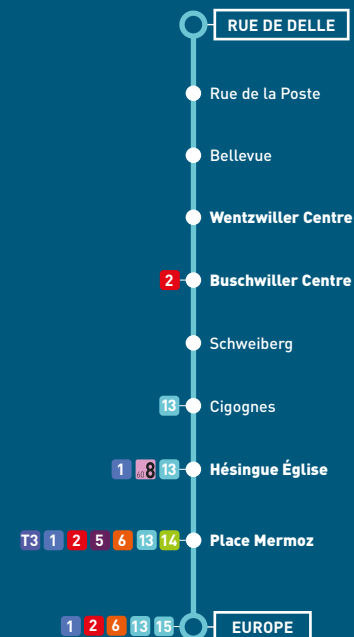 RUE DE DELLE
Rue de la Poste
Bellevue
Wentzwiller Centre
2 Buschwiller Centre
Schweiberg
13 Cigognes
1 608 13 Hésingue Église
T3 1 2 5 6 13 14 Place Mermoz
1 2 6 13 15 EUROPE